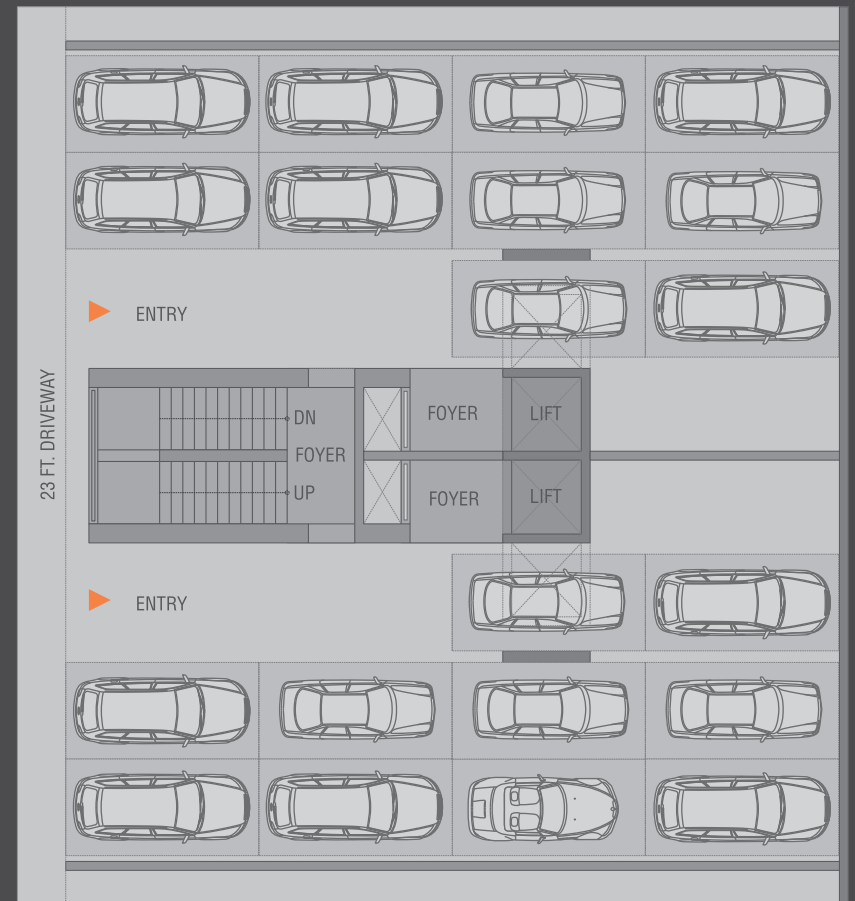 ENTRY
DN
FOYER
UP
FOYER
LIFT
FOYER
LIFT
23 FT. DRIVEWAY
ENTRY